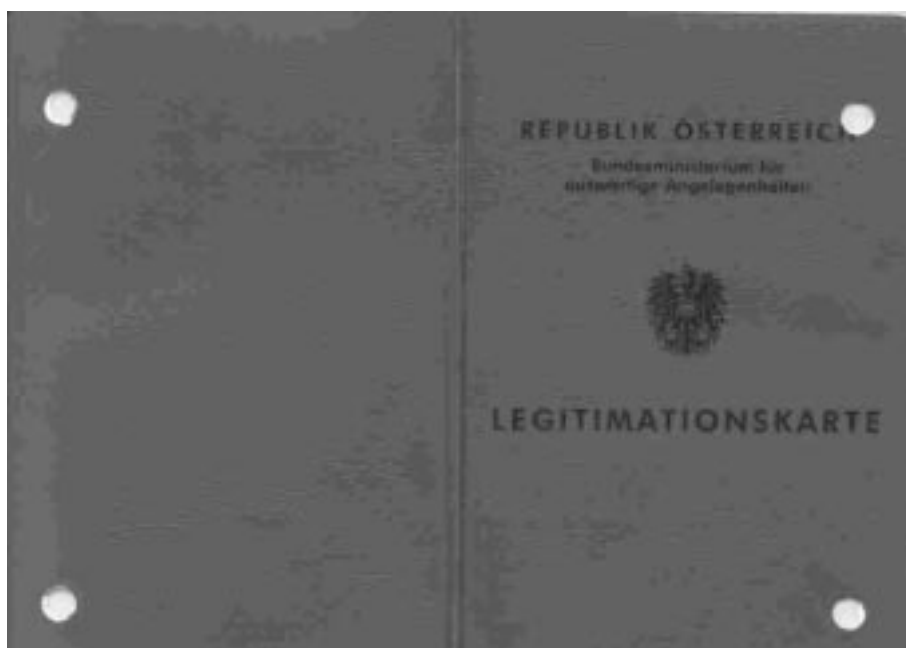 REPUBLIK ÖSTERREICH
Bundesministerium für
auswärtige Angelegenheiten
LEGITIMATIONSKARTE